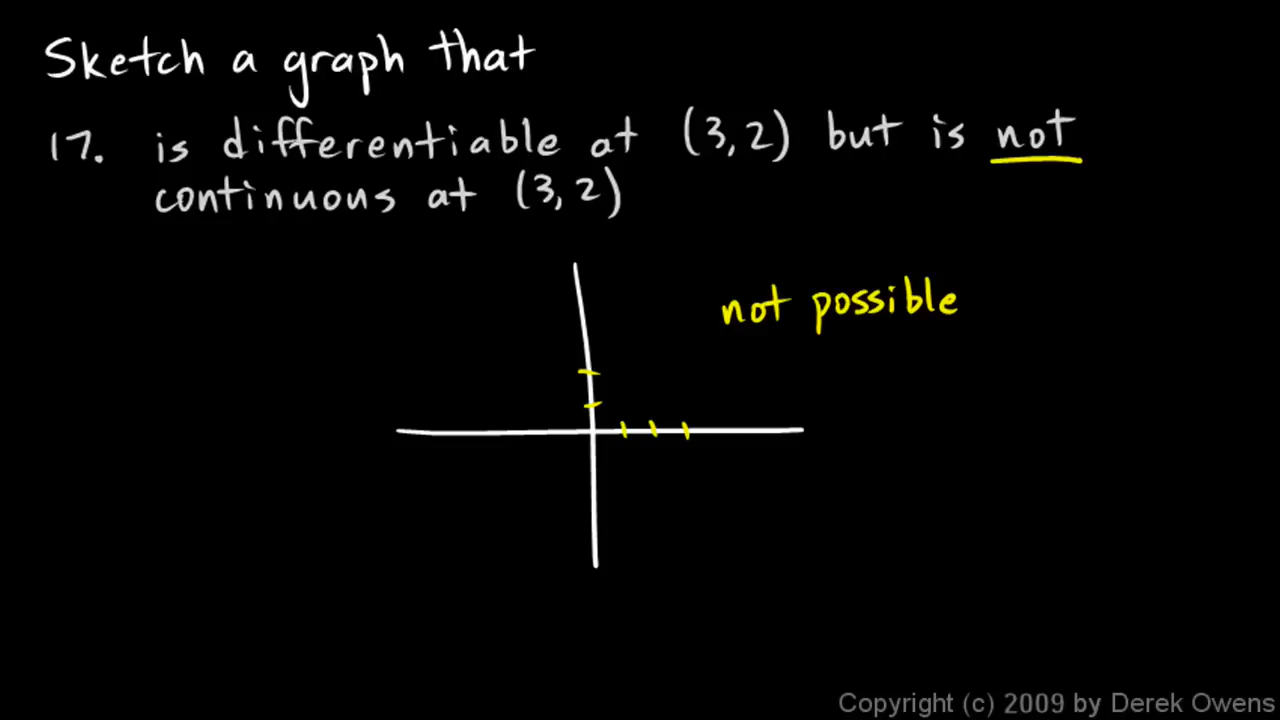 Sketch a graph that
17. is differentiable at (3,2) but is not
continuous at (3,2)
not possible
Copyright (c) 2009 by Derek Owens